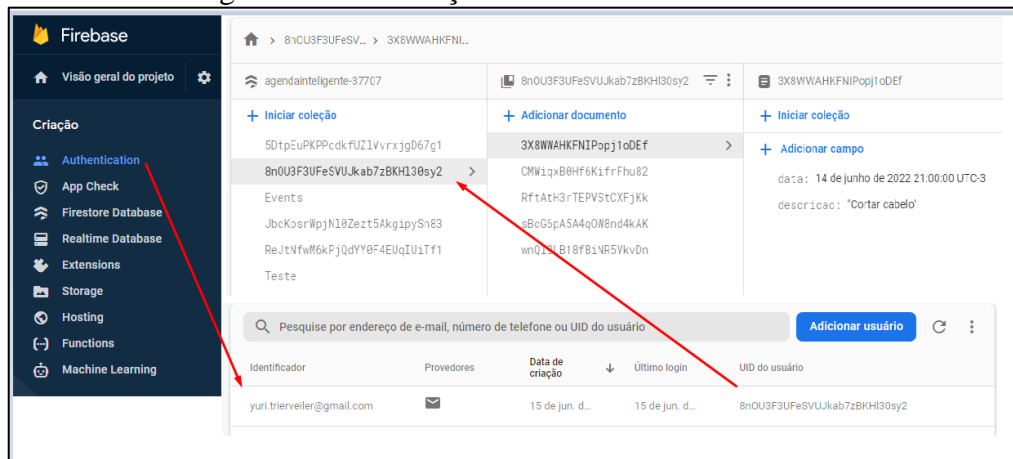 Firebase
Visão geral do projeto
Criação
Authentication
App Check
Firestore Database
Realtime Database
Extensions
Storage
Hosting
Functions
Machine Learning
> 8nOU3F3UFeSV... > 3X8WWAHKFNI...
agendainteligente-37707
+ Iniciar coleção
5DtpEuPKPPcdkfUZlVvrxjgD67g1
8nOU3F3UFeSVUJkab7zBKHl30sy2 >
Events
JbcKosrWpjNl0Zezt5AkgipySn83
ReJtNfwM6kPjQdYY0F4EUqIUiTf1
Teste
8nOU3F3UFeSVUJkab7zBKHl30sy2
+ Adicionar documento
3X8WWAHKFNIPopj1oDEf >
CMWiqxB0Hf6KifrFhu82
RftAtH3rTEPVStCXFjKk
sBcG6pA5A4qOW8nd4kAK
3X8WWAHKFNIPopj1oDEf
+ Iniciar coleção
+ Adicionar campo
data: 14 de junho de 2022 21:00:00 UTC-3
descricao: "Cortar cabelo"
Pesquise por endereço de e-mail, número de telefone ou UID do usuário
Adicionar usuário
Identificador Provedores Data de criação ↓ Último login UID do usuário
yuri.trierveiler@gmail.com 15 de jun. d... 15 de jun. d... 8nOU3F3UFeSVUJkab7zBKHl30sy2